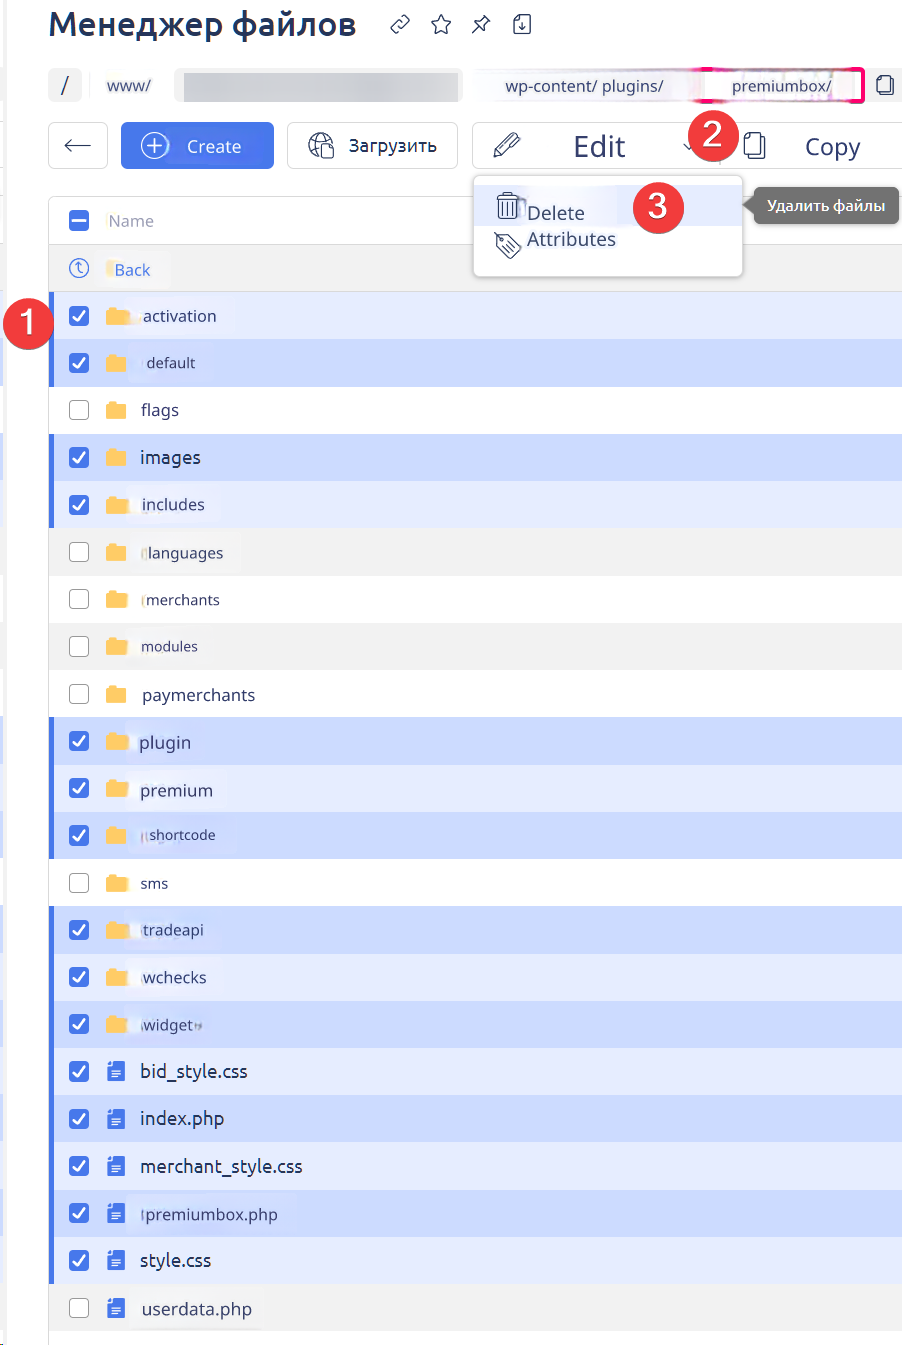 Менеджер файлов
/ www/ wp-content/ plugins/ premiumbox/
Create Загрузить Edit 2 Copy
Delete 3 Удалить файлы
Attributes
Name
Back
1 activation
default
flags
images
includes
languages
merchants
modules
paymerchants
plugin
premium
shortcode
sms
tradeapi
wchecks
widget
bid_style.css
index.php
merchant_style.css
premiumbox.php
style.css
userdata.php